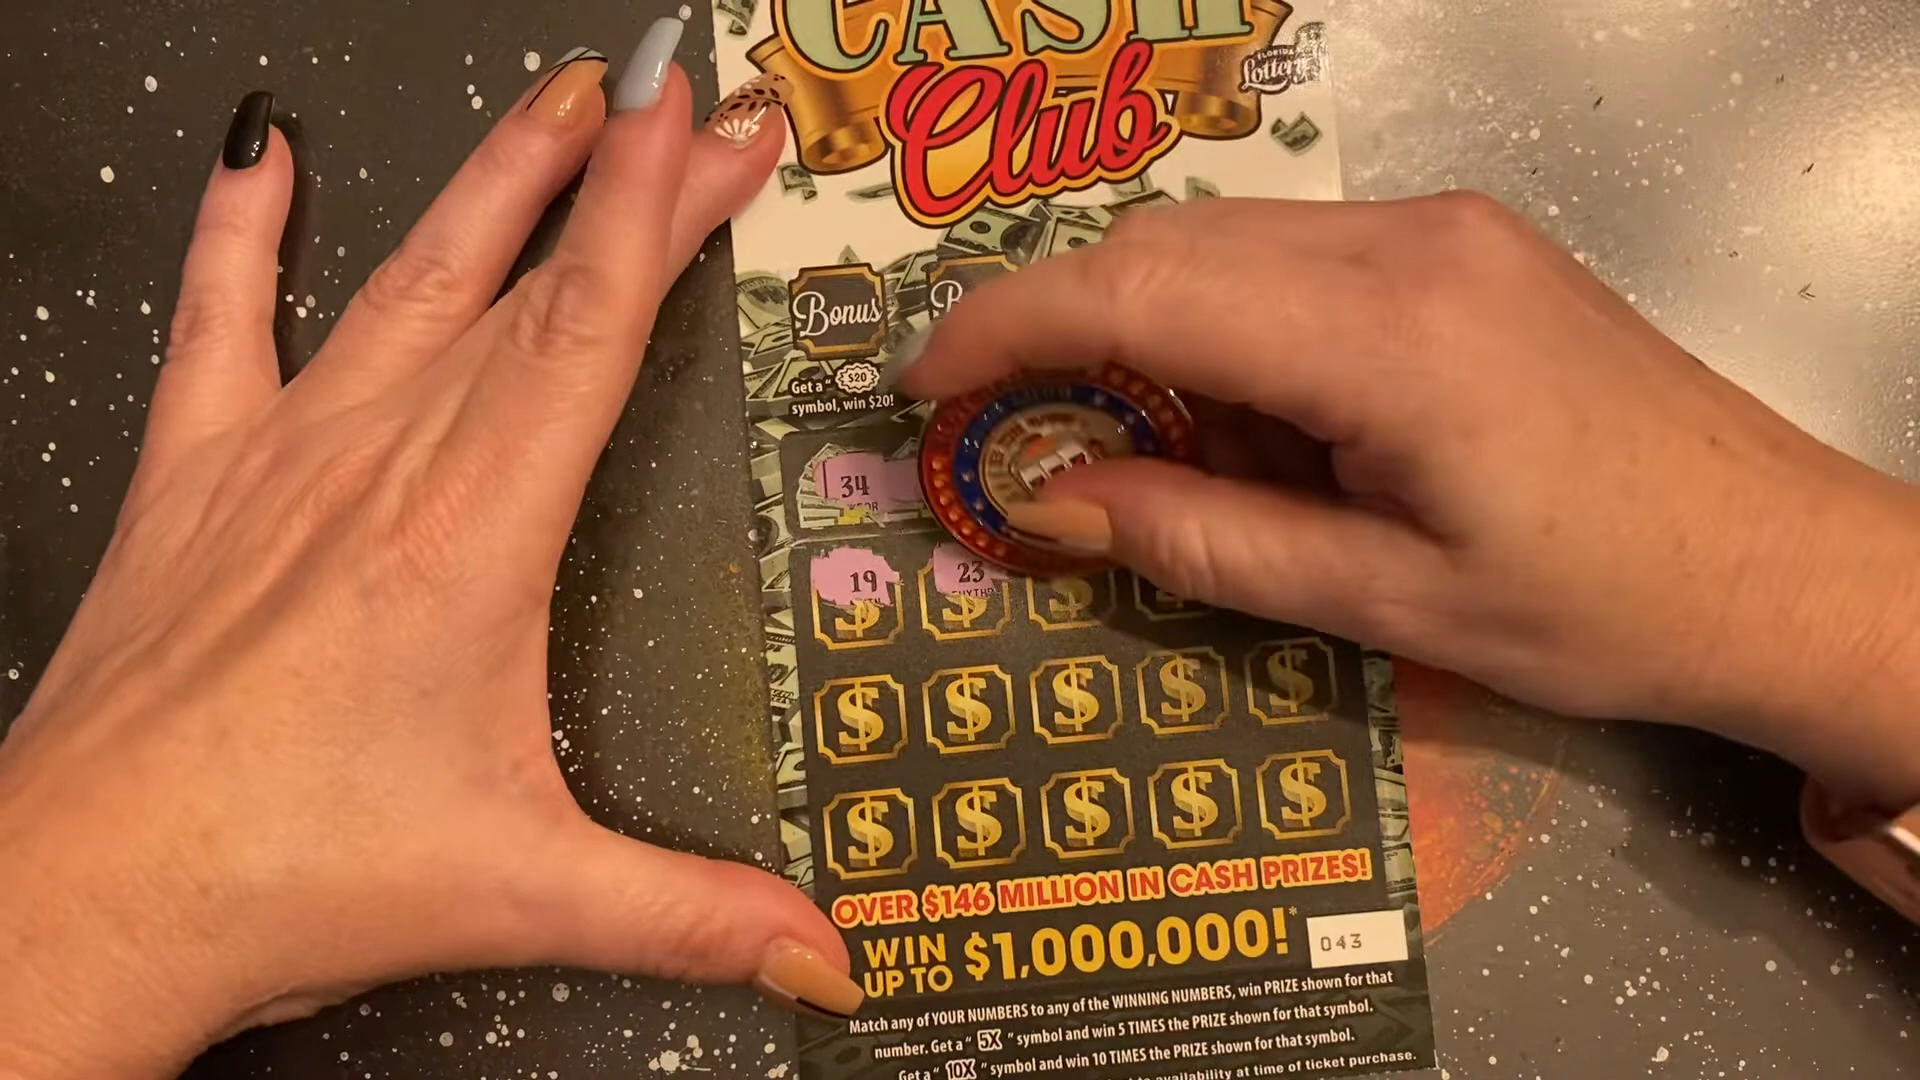 CASH
Club
FLORIDA
Lottery
Bonus
Get a " $20
symbol, win $20!
34
19
23
OVER $146 MILLION IN CASH PRIZES!
WIN
UP TO $1,000,000!*
043
Match any of YOUR NUMBERS to any of the WINNING NUMBERS, win PRIZE shown for that
number. Get a " 5X " symbol and win 5 TIMES the PRIZE shown for that symbol.
Get a " 10X " symbol and win 10 TIMES the PRIZE shown for that symbol.
availability at time of ticket purchase.